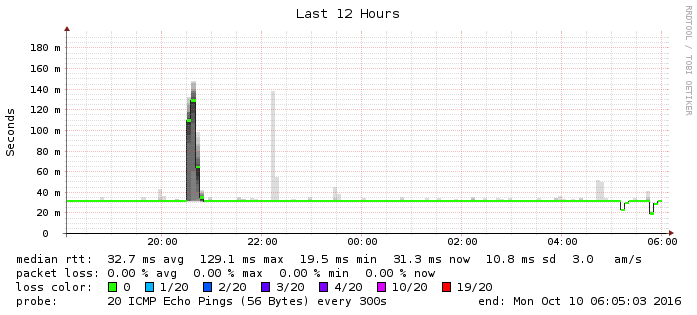 Last 12 Hours
RRDTOOL / TOBI OETIKER
Seconds
180 m
160 m
140 m
120 m
100 m
80 m
60 m
40 m
20 m
0
20:00 22:00 00:00 02:00 04:00 06:00
median rtt: 32.7 ms avg 129.1 ms max 19.5 ms min 31.3 ms now 10.8 ms sd 3.0 am/s
packet loss: 0.00 % avg 0.00 % max 0.00 % min 0.00 % now
loss color: 0 1/20 2/20 3/20 4/20 10/20 19/20
probe: 20 ICMP Echo Pings (56 Bytes) every 300s end: Mon Oct 10 06:05:03 2016